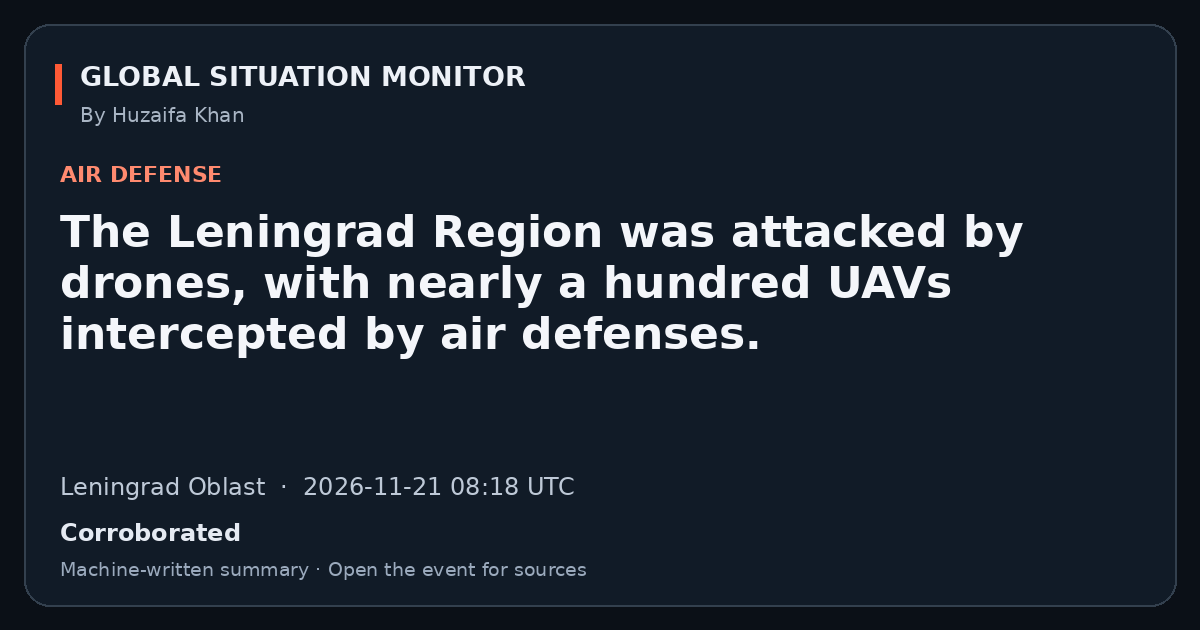 GLOBAL SITUATION MONITOR
By Huzaifa Khan
AIR DEFENSE
The Leningrad Region was attacked by
drones, with nearly a hundred UAVs
intercepted by air defenses.
Leningrad Oblast · 2026-11-21 08:18 UTC
Corroborated
Machine-written summary · Open the event for sources